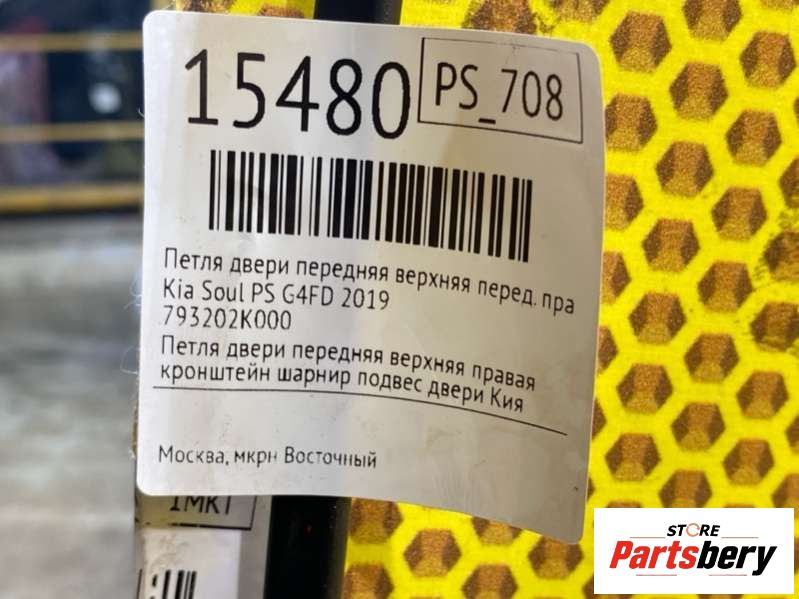 15480
PS_708
Петля двери передняя верхняя перед. пра
Kia Soul PS G4FD 2019
793202K000
Петля двери передняя верхняя правая
кронштейн шарнир подвес двери Кия
Москва, мкрн Восточный
1МКТ
STORE
Partsbery